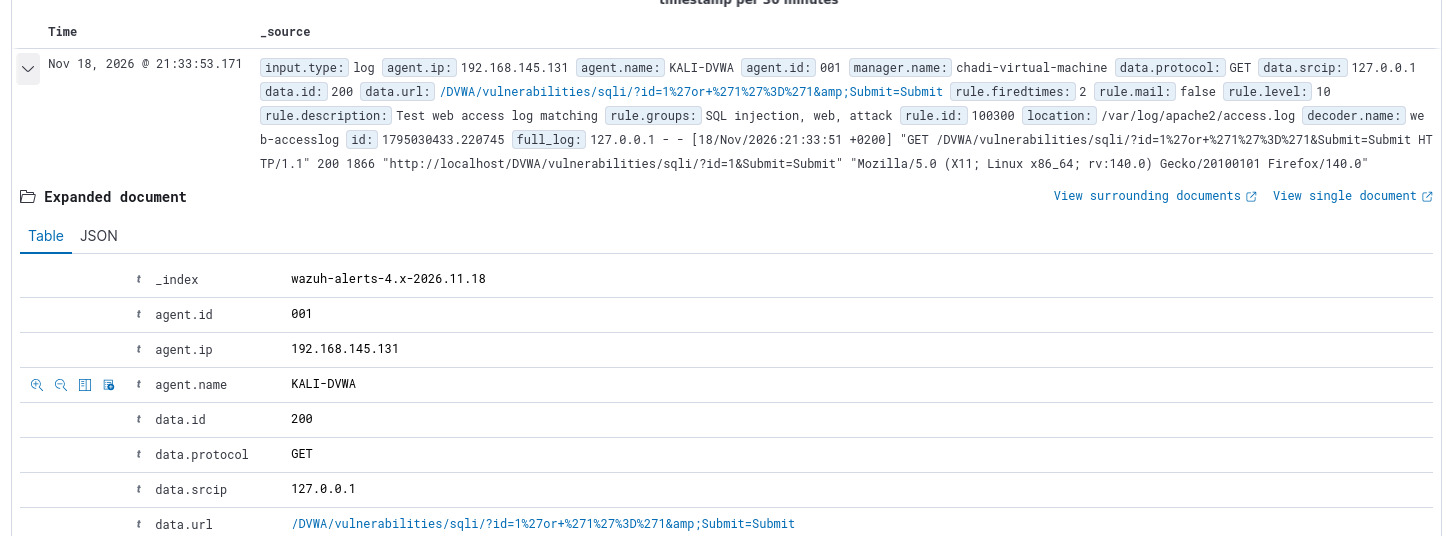 timestamp per 30 minutes
Time _source
Nov 18, 2026 @ 21:33:53.171 input.type: log agent.ip: 192.168.145.131 agent.name: KALI-DVWA agent.id: 001 manager.name: chadi-virtual-machine data.protocol: GET data.srcip: 127.0.0.1
data.id: 200 data.url: /DVWA/vulnerabilities/sqli/?id=1%27or+%271%27%3D%271&amp;Submit=Submit rule.firedtimes: 2 rule.mail: false rule.level: 10
rule.description: Test web access log matching rule.groups: SQL injection, web, attack rule.id: 100300 location: /var/log/apache2/access.log decoder.name: we
b-accesslog id: 1795030433.220745 full_log: 127.0.0.1 - - [18/Nov/2026:21:33:51 +0200] "GET /DVWA/vulnerabilities/sqli/?id=1%27or+%271%27%3D%271&Submit=Submit HT
TP/1.1" 200 1866 "http://localhost/DVWA/vulnerabilities/sqli/?id=1&Submit=Submit" "Mozilla/5.0 (X11; Linux x86_64; rv:140.0) Gecko/20100101 Firefox/140.0"
Expanded document View surrounding documents View single document
Table JSON
t _index wazuh-alerts-4.x-2026.11.18
t agent.id 001
t agent.ip 192.168.145.131
t agent.name KALI-DVWA
t data.id 200
t data.protocol GET
t data.srcip 127.0.0.1
t data.url /DVWA/vulnerabilities/sqli/?id=1%27or+%271%27%3D%271&amp;Submit=Submit